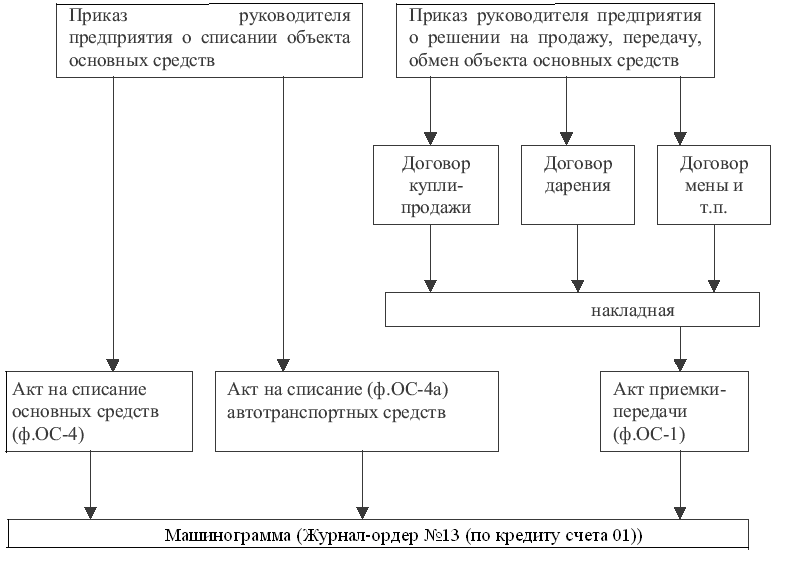 Приказ руководителя
предприятия о списании объекта
основных средств
Приказ руководителя предприятия
о решении на продажу, передачу,
обмен объекта основных средств
Договор
купли-
продажи
Договор
дарения
Договор
мены и
т.п.
накладная
Акт на списание
основных средств
(ф.ОС-4)
Акт на списание (ф.ОС-4а)
автотранспортных средств
Акт приемки-
передачи
(ф.ОС-1)
Машинограмма (Журнал-ордер №13 (по кредиту счета 01))